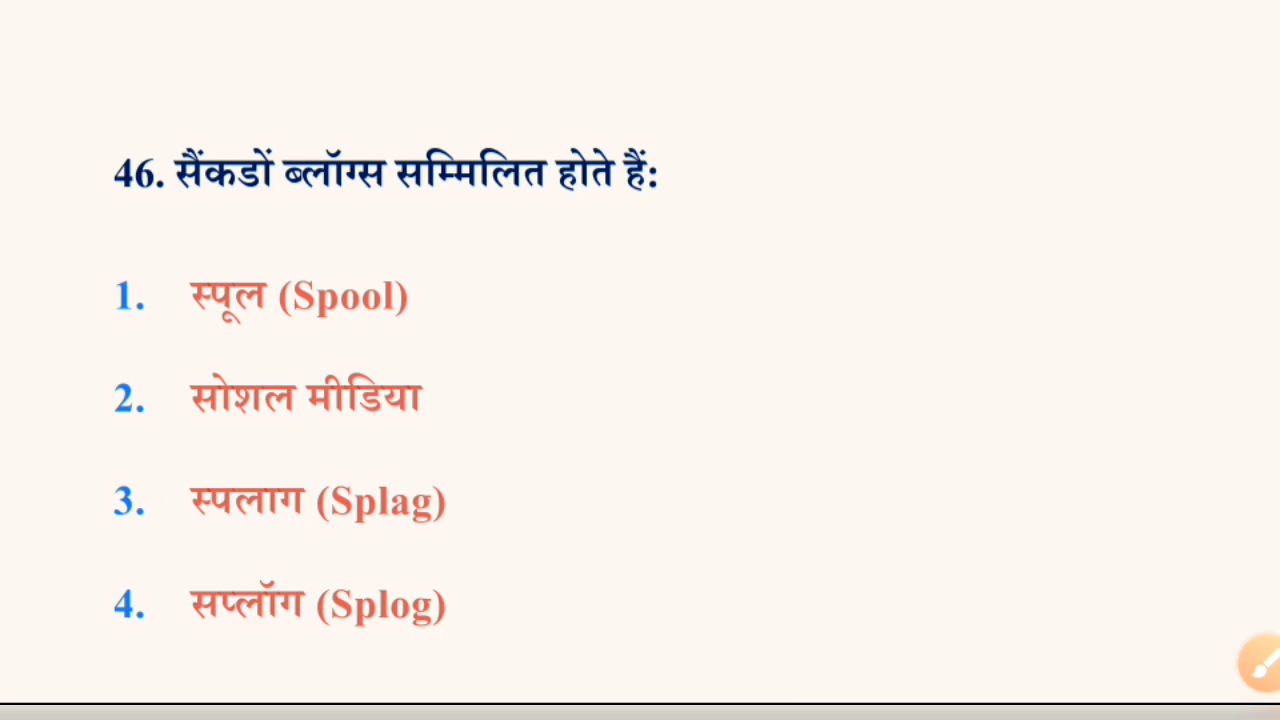 46. सैंकडों ब्लॉग्स सम्मिलित होते हैं:
1. स्पूल (Spool)
2. सोशल मीडिया
3. स्पलाग (Splag)
4. सप्लॉग (Splog)